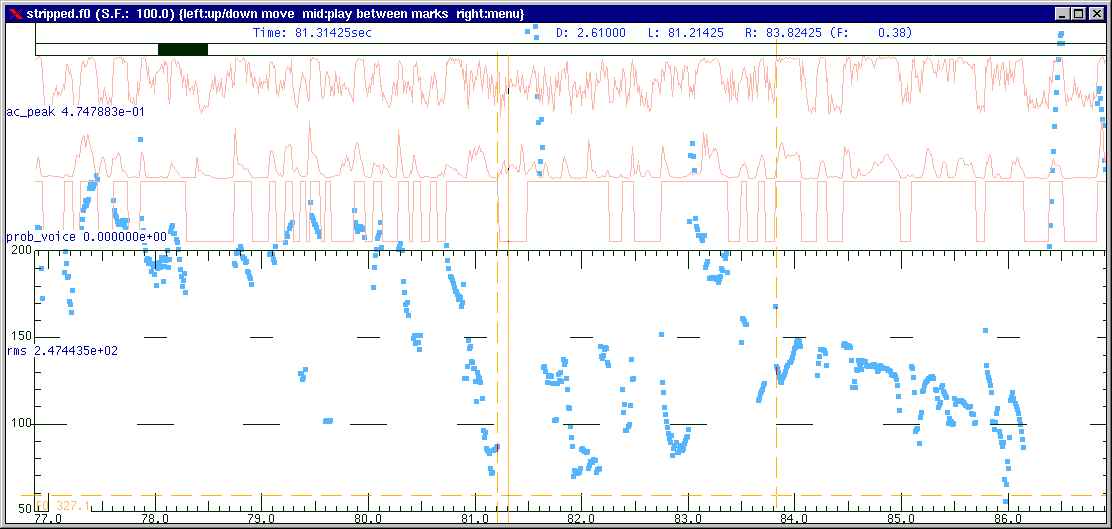 stripped.f0 (S.F.: 100.0) {left:up/down move mid:play between marks right:menu}
Time: 81.31425sec D: 2.61000 L: 81.21425 R: 83.82425 (F: 0.38)
ac_peak 4.747883e-01
prob_voice 0.000000e+00
200
150
rms 2.474435e+02
100
F0 327.1
50
77.0 78.0 79.0 80.0 81.0 82.0 83.0 84.0 85.0 86.0